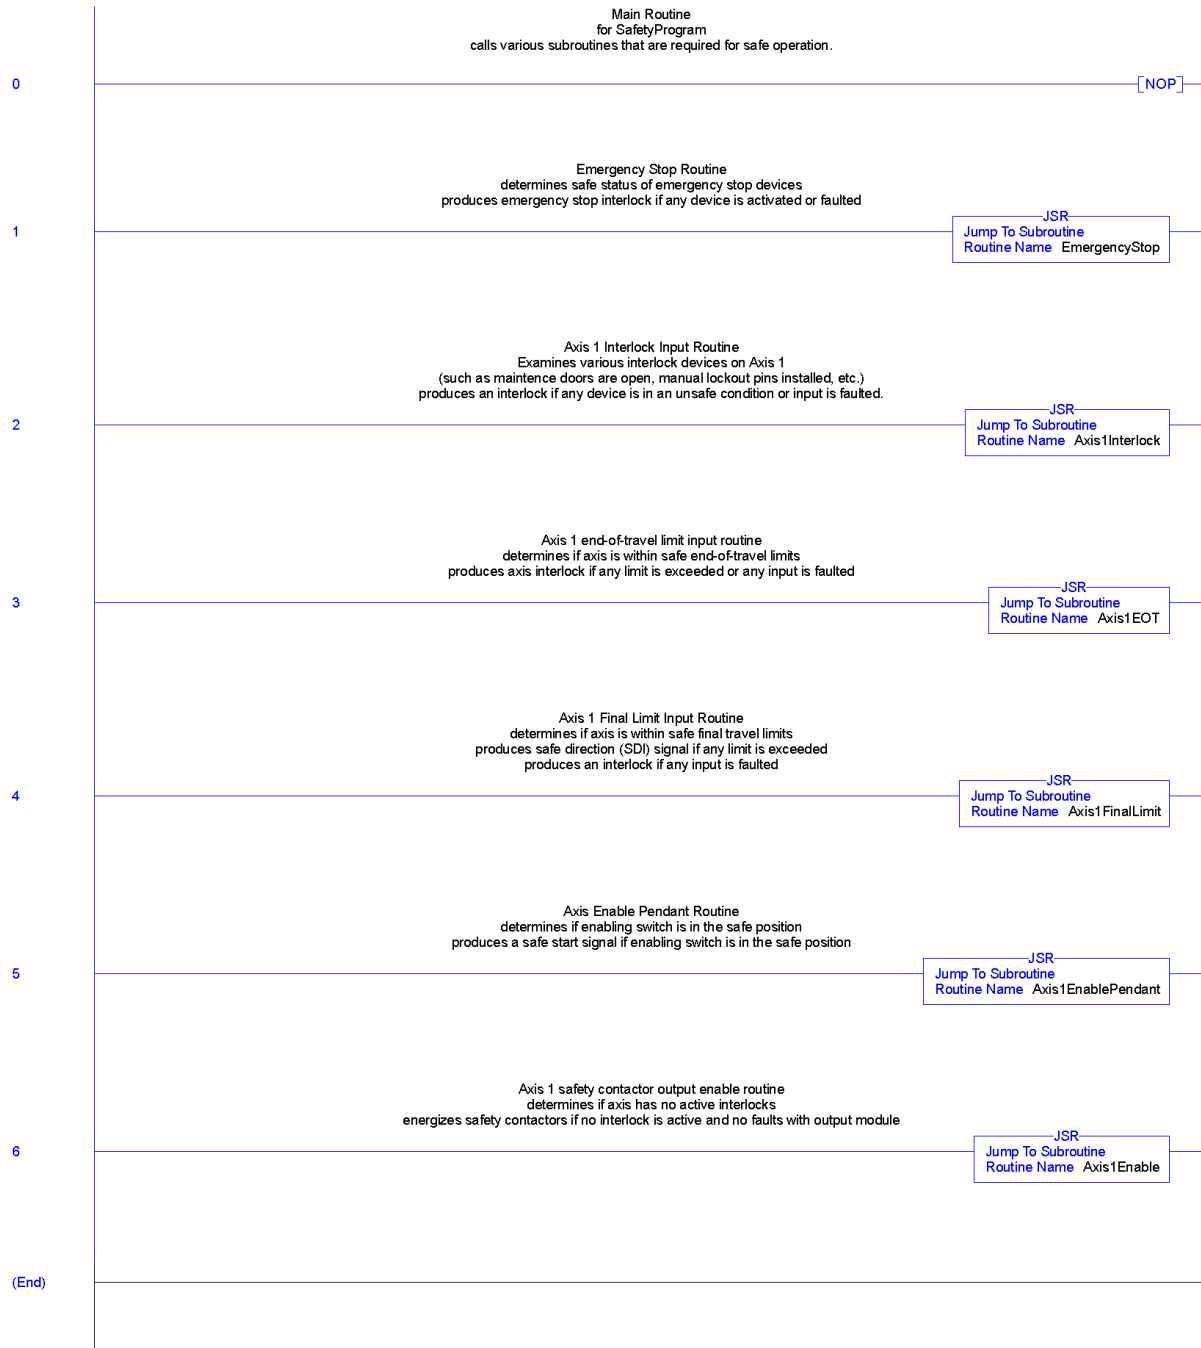 Main Routine
for SafetyProgram
calls various subroutines that are required for safe operation.
0
NOP
Emergency Stop Routine
determines safe status of emergency stop devices
produces emergency stop interlock if any device is activated or faulted
1
JSR
Jump To Subroutine
Routine Name EmergencyStop
Axis 1 Interlock Input Routine
Examines various interlock devices on Axis 1
(such as maintence doors are open, manual lockout pins installed, etc.)
produces an interlock if any device is in an unsafe condition or input is faulted.
2
JSR
Jump To Subroutine
Routine Name Axis1Interlock
Axis 1 end-of-travel limit input routine
determines if axis is within safe end-of-travel limits
produces axis interlock if any limit is exceeded or any input is faulted
3
JSR
Jump To Subroutine
Routine Name Axis1EOT
Axis 1 Final Limit Input Routine
determines if axis is within safe final travel limits
produces safe direction (SDI) signal if any limit is exceeded
produces an interlock if any input is faulted
4
JSR
Jump To Subroutine
Routine Name Axis1FinalLimit
Axis Enable Pendant Routine
determines if enabling switch is in the safe position
produces a safe start signal if enabling switch is in the safe position
5
JSR
Jump To Subroutine
Routine Name Axis1EnablePendant
Axis 1 safety contactor output enable routine
determines if axis has no active interlocks
energizes safety contactors if no interlock is active and no faults with output module
6
JSR
Jump To Subroutine
Routine Name Axis1Enable
(End)